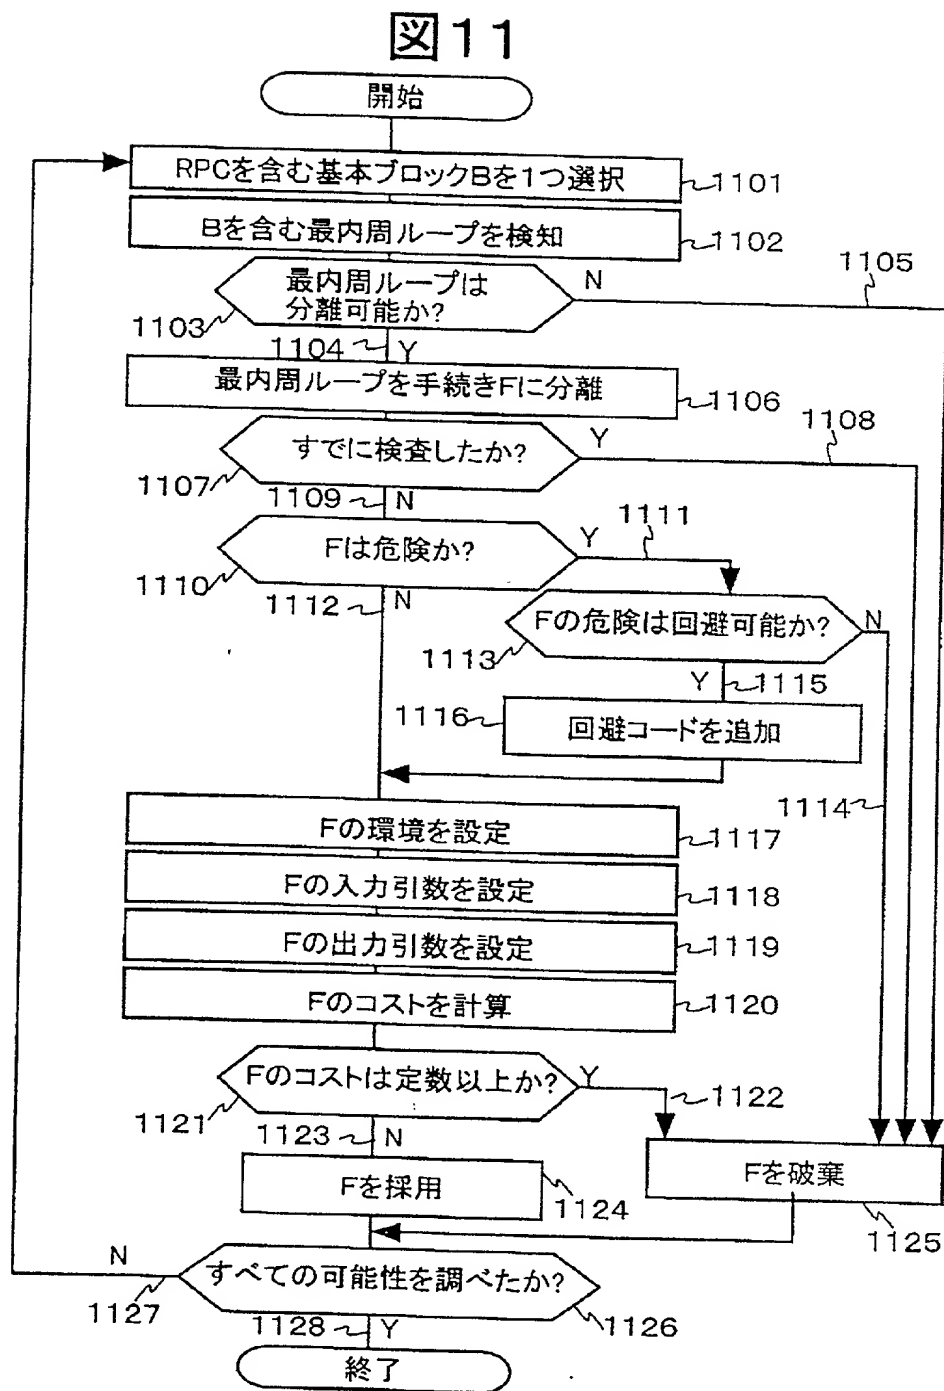 図11
開始
RPCを含む基本ブロックBを1つ選択
1101
Bを含む最内周ループを検知
1102
1105
最内周ループは
分離可能か?
N
1103
1104
Y
最内周ループを手続きFに分離
1106
1108
すでに検査したか?
Y
1107
1109
N
1111
Fは危険か?
Y
1110
1112
N
Fの危険は回避可能か?
N
1113
Y
1115
1116
回避コードを追加
1114
Fの環境を設定
1117
Fの入力引数を設定
1118
Fの出力引数を設定
1119
Fのコストを計算
1120
Fのコストは定数以上か?
Y
1122
1121
1123
N
Fを採用
1124
Fを破棄
1125
N
すべての可能性を調べたか?
1127
1126
1128
Y
終了